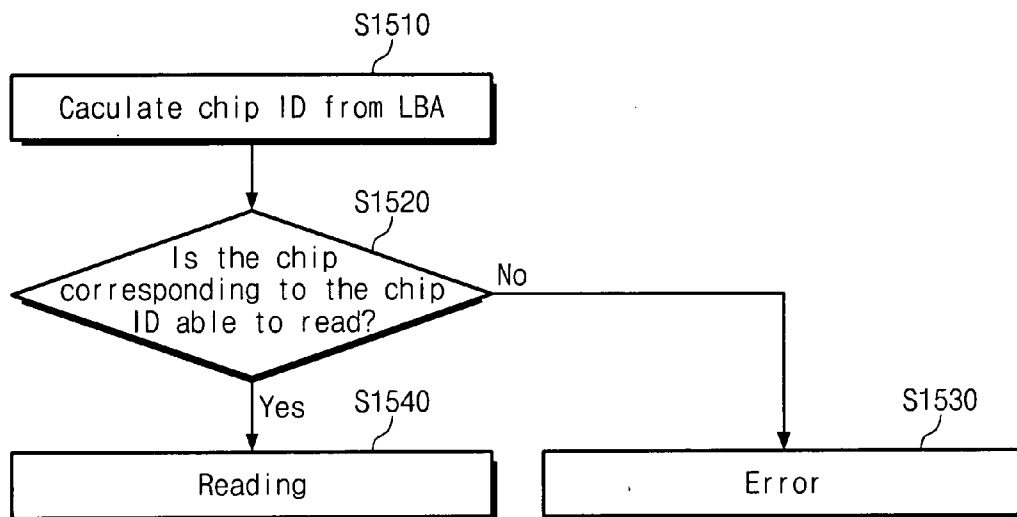 S1510
Caculate chip ID from LBA
S1520
Is the chip
corresponding to the chip
ID able to read?
No
Yes
S1540
S1530
Reading
Error